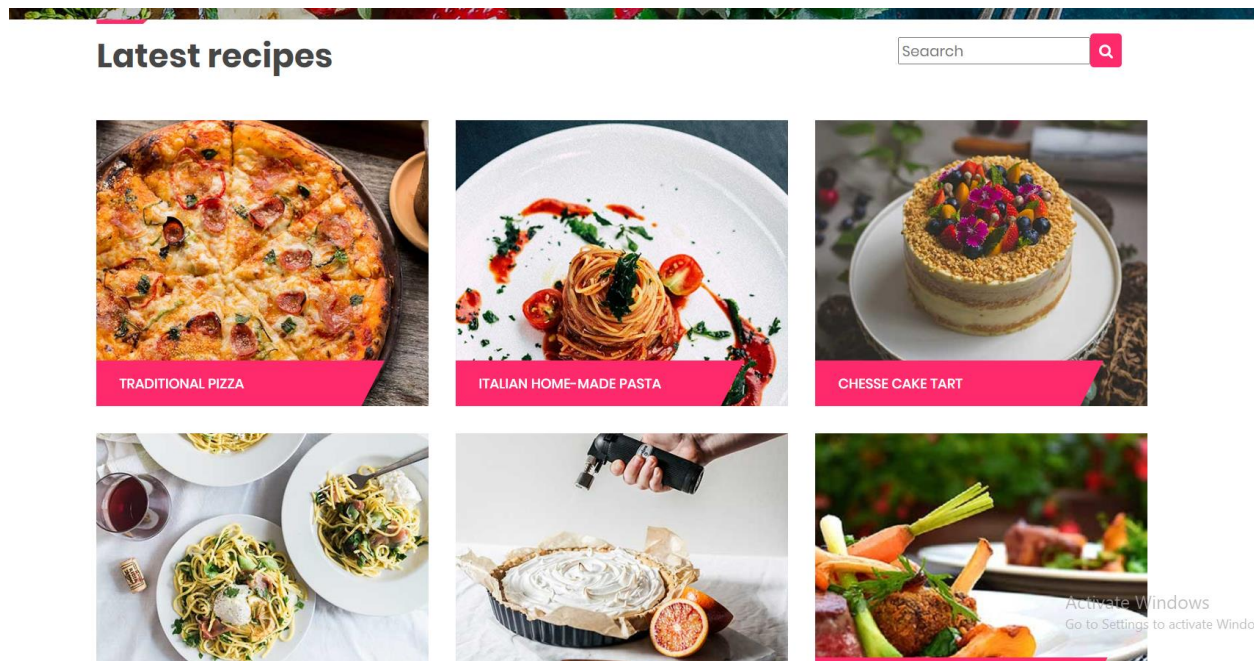 Latest recipes
Seaarch
TRADITIONAL PIZZA
ITALIAN HOME-MADE PASTA
CHESSE CAKE TART
Activate Windows
Go to Settings to activate Windo